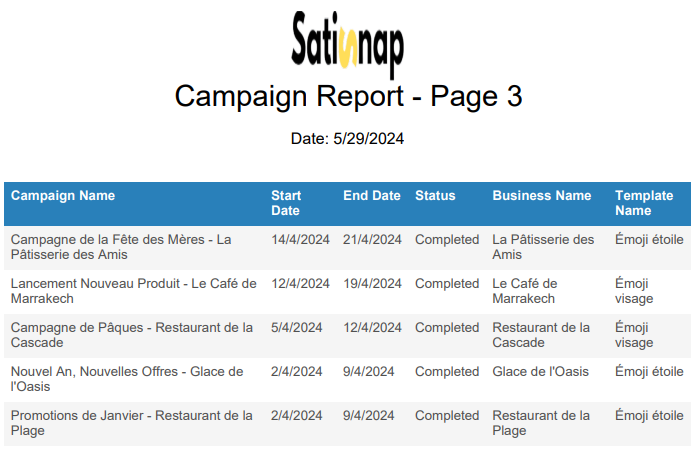 Satisnap
Campaign Report - Page 3
Date: 5/29/2024
Campaign Name Start Date End Date Status Business Name Template Name
Campagne de la Fête des Mères - La Pâtisserie des Amis 14/4/2024 21/4/2024 Completed La Pâtisserie des Amis Émoji étoile
Lancement Nouveau Produit - Le Café de Marrakech 12/4/2024 19/4/2024 Completed Le Café de Marrakech Émoji visage
Campagne de Pâques - Restaurant de la Cascade 5/4/2024 12/4/2024 Completed Restaurant de la Cascade Émoji visage
Nouvel An, Nouvelles Offres - Glace de l'Oasis 2/4/2024 9/4/2024 Completed Glace de l'Oasis Émoji étoile
Promotions de Janvier - Restaurant de la Plage 2/4/2024 9/4/2024 Completed Restaurant de la Plage Émoji étoile